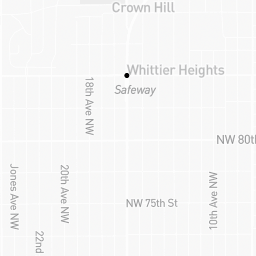 Crown Hill
Whittier Heights
Safeway
18th Ave NW
NW 80th
Jones Ave NW
20th Ave NW
10th Ave NW
NW 75th St
22nd